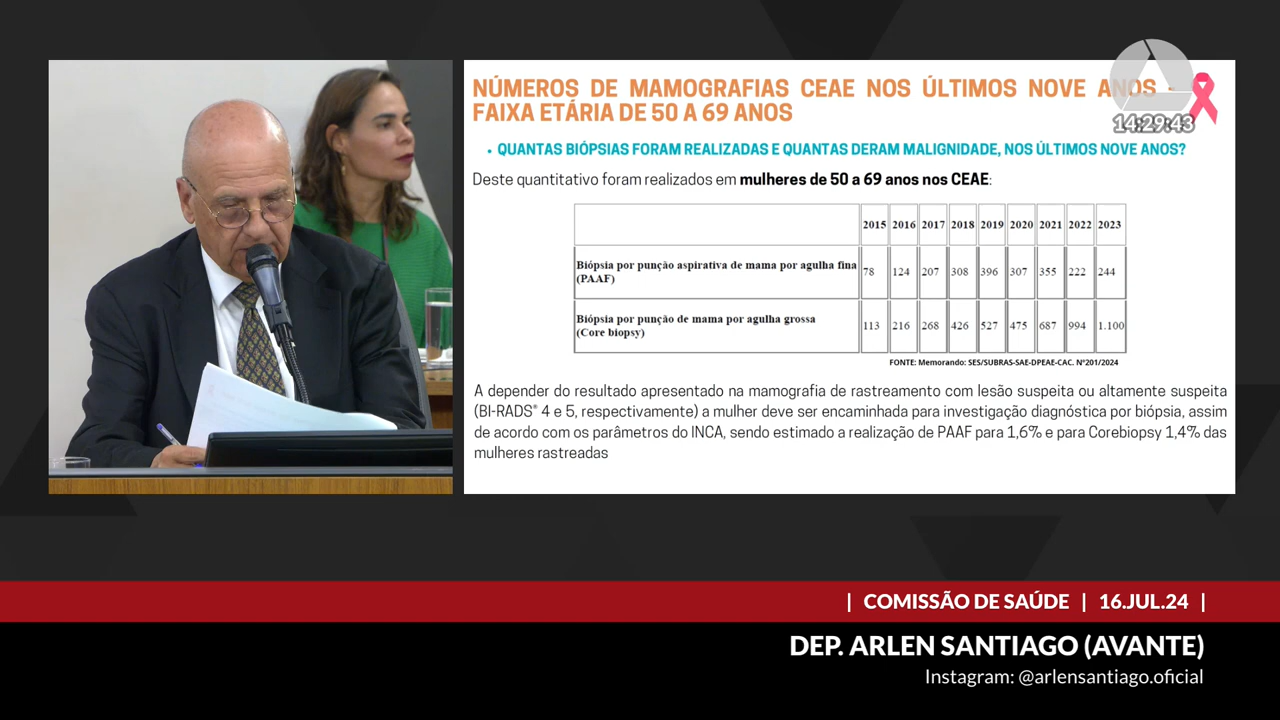 NÚMEROS DE MAMOGRAFIAS CEAE NOS ÚLTIMOS NOVE ANOS -
FAIXA ETÁRIA DE 50 A 69 ANOS
14:29:43
• QUANTAS BIÓPSIAS FORAM REALIZADAS E QUANTAS DERAM MALIGNIDADE, NOS ÚLTIMOS NOVE ANOS?
Deste quantitativo foram realizados em mulheres de 50 a 69 anos nos CEAE:
2015 2016 2017 2018 2019 2020 2021 2022 2023
Biópsia por punção aspirativa de mama por agulha fina
(PAAF)
78 124 207 308 396 307 355 222 244
Biópsia por punção de mama por agulha grossa
(Core biopsy)
113 216 268 426 527 475 687 994 1.100
FONTE: Memorando: SES/SUBRAS-SAE-DPEAE-CAC. Nº201/2024
A depender do resultado apresentado na mamografia de rastreamento com lesão suspeita ou altamente suspeita
(BI-RADS® 4 e 5, respectivamente) a mulher deve ser encaminhada para investigação diagnóstica por biópsia, assim
de acordo com os parâmetros do INCA, sendo estimado a realização de PAAF para 1,6% e para Corebiopsy 1,4% das
mulheres rastreadas
| COMISSÃO DE SAÚDE | 16.JUL.24 |
DEP. ARLEN SANTIAGO (AVANTE)
Instagram: @arlensantiago.oficial